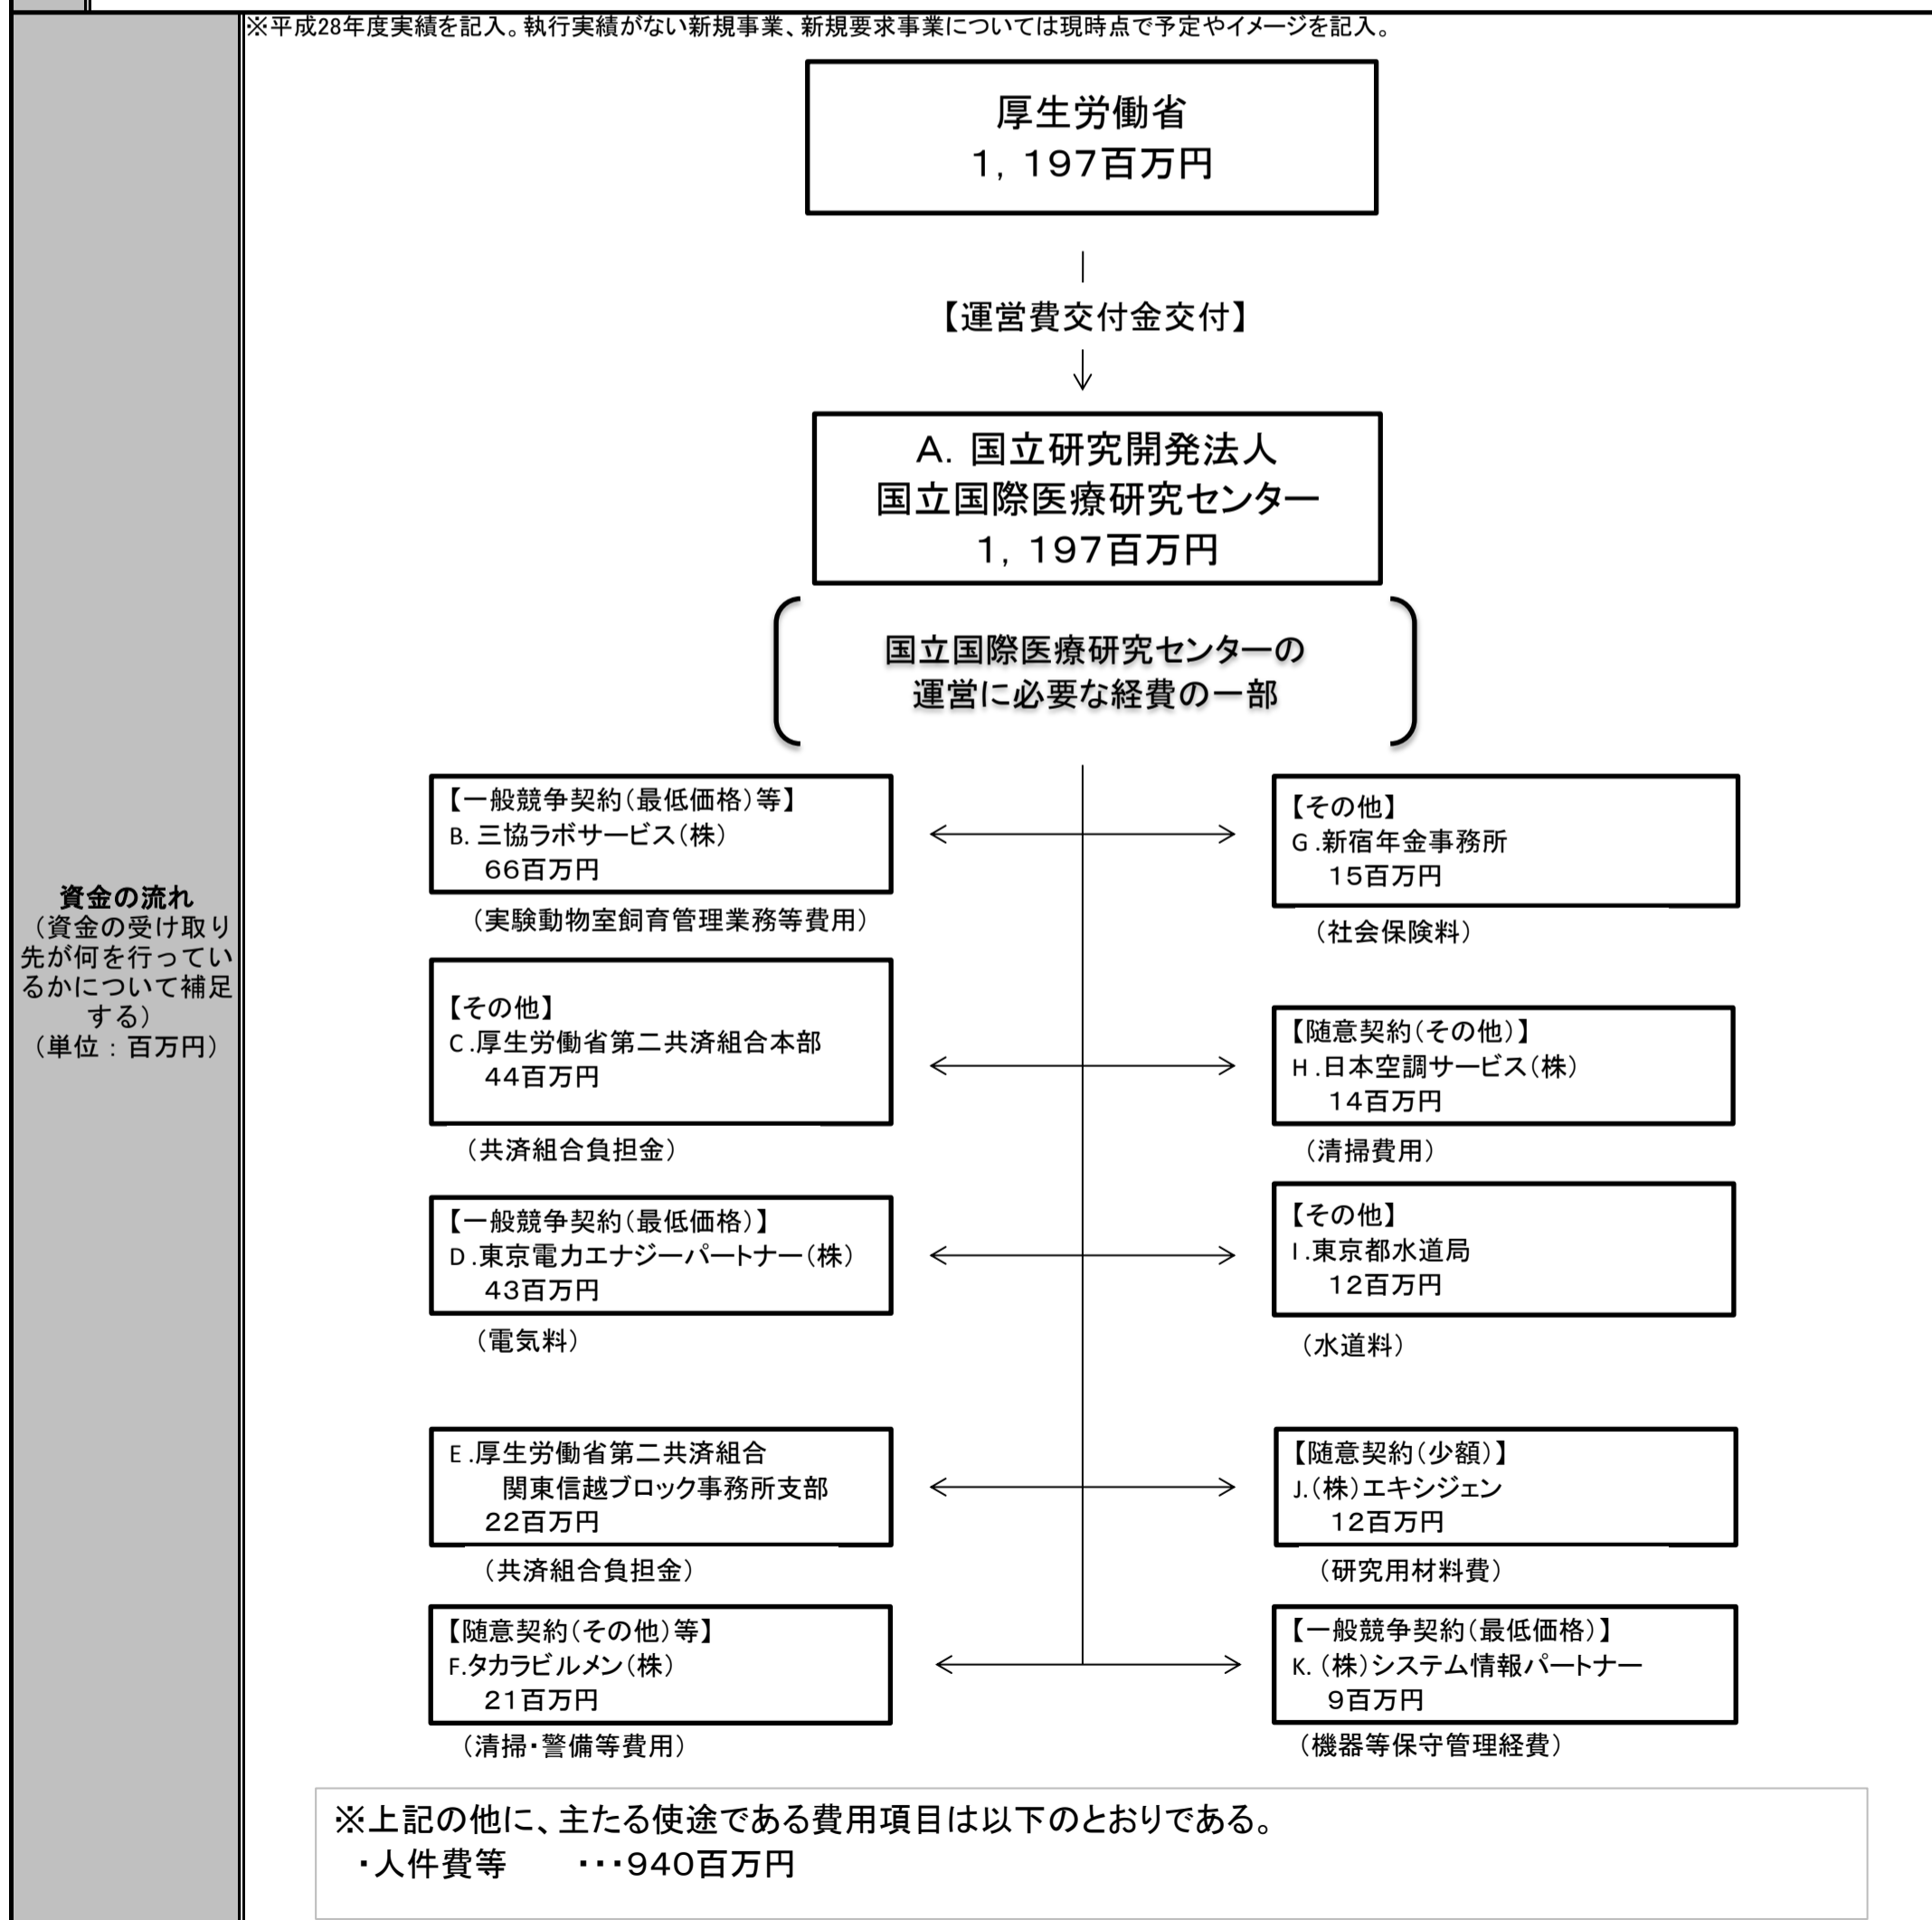 ※平成28年度実績を記入。執行実績がない新規事業、新規要求事業については現時点で予定やイメージを記入。
厚生労働省
1，197百万円
【運営費交付金交付】
A．国立研究開発法人
国立国際医療研究センター
1，197百万円
国立国際医療研究センターの
運営に必要な経費の一部
資金の流れ
（資金の受け取り
先が何を行ってい
るかについて補足
する）
（単位：百万円）
【一般競争契約（最低価格）等】
B. 三協ラボサービス（株）
66百万円
（実験動物室飼育管理業務等費用）
【その他】
G .新宿年金事務所
15百万円
（社会保険料）
【その他】
C .厚生労働省第二共済組合本部
44百万円
（共済組合負担金）
【随意契約（その他）】
H .日本空調サービス（株）
14百万円
（清掃費用）
【一般競争契約（最低価格）】
D .東京電力エナジーパートナー（株）
43百万円
（電気料）
【その他】
I .東京都水道局
12百万円
（水道料）
E .厚生労働省第二共済組合
関東信越ブロック事務所支部
22百万円
（共済組合負担金）
【随意契約（少額）】
J.（株）エキシジェン
12百万円
（研究用材料費）
【随意契約（その他）等】
F.タカラビルメン（株）
21百万円
（清掃・警備等費用）
【一般競争契約（最低価格）】
K.（株）システム情報パートナー
9百万円
（機器等保守管理経費）
※上記の他に、主たる使途である費用項目は以下のとおりである。
・人件費等　　・・・940百万円